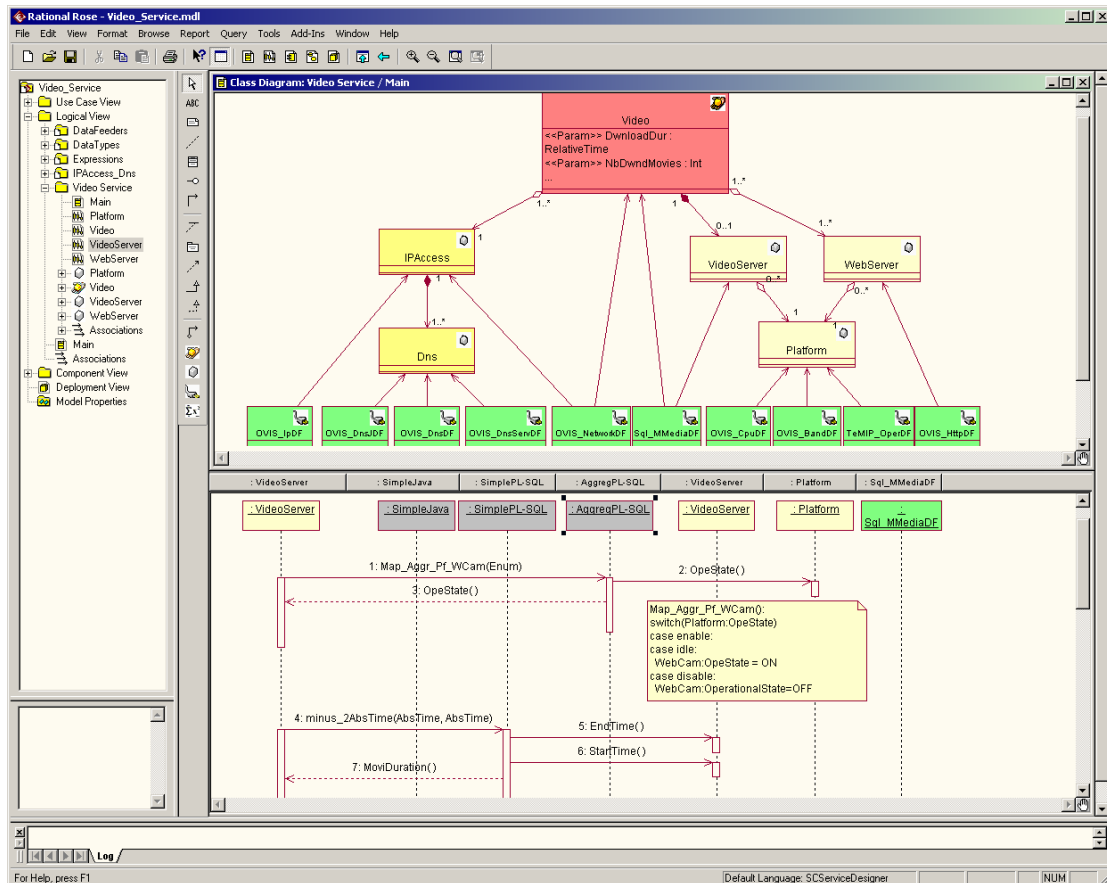 Rational Rose - Video_Service.mdl
File Edit View Format Browse Report Query Tools Add-Ins Window Help
Video_Service
Use Case View
Logical View
DataFeeders
DataTypes
Expressions
IPAccess_Dns
Video Service
Main
Platform
Video
VideoServer
WebServer
Platform
Video
VideoServer
WebServer
Associations
Main
Associations
Component View
Deployment View
Model Properties
ABC
Class Diagram: Video Service / Main
Video
<<Param>> DwnloadDur :
RelativeTime
<<Param>> NbDwndMovies : Int
...
1..*
1
1..*
1
0..1
1..*
IPAccess
VideoServer
WebServer
1
0..*
0..*
1..*
1
1
Dns
Platform
OVIS_IpDF
OVIS_DnsJDF
OVIS_DnsDF
OVIS_DnsServDF
OVIS_NetworkDF
Sql_MMediaDF
OVIS_CpuDF
OVIS_BandDF
TeMIP_OperDF
OVIS_HttpDF
: VideoServer
: SimpleJava
: SimplePL-SQL
: AggregPL-SQL
: VideoServer
: Platform
: Sql_MMediaDF
: VideoServer
: SimpleJava
: SimplePL-SQL
: AggregPL-SQL
: VideoServer
: Platform
:
Sql_MMediaDF
1: Map_Aggr_Pf_WCam(Enum)
2: OpeState()
3: OpeState()
Map_Aggr_Pf_WCam():
switch(Platform:OpeState)
case enable:
case idle:
WebCam:OpeState = ON
case disable:
WebCam:OperationalState=OFF
4: minus_2AbsTime(AbsTime, AbsTime)
5: EndTime()
6: StartTime()
7: MoviDuration()
Log
For Help, press F1
Default Language: SCServiceDesigner
NUM